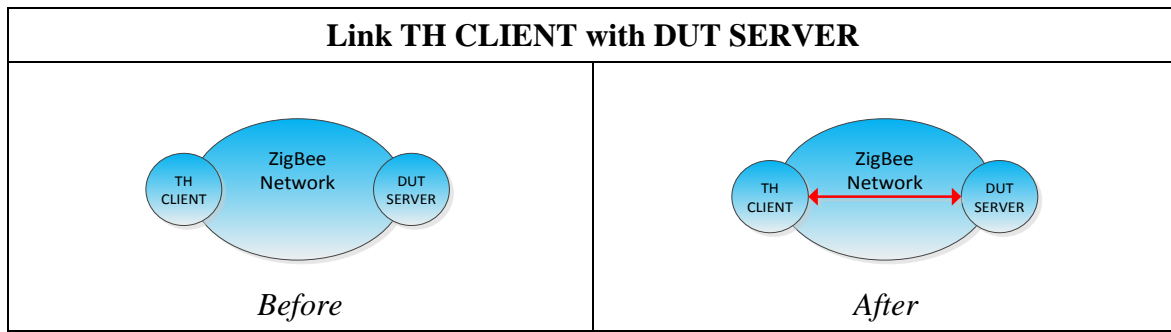 Link TH CLIENT with DUT SERVER
ZigBee
Network
TH
CLIENT
DUT
SERVER
Before
ZigBee
Network
TH
CLIENT
DUT
SERVER
After